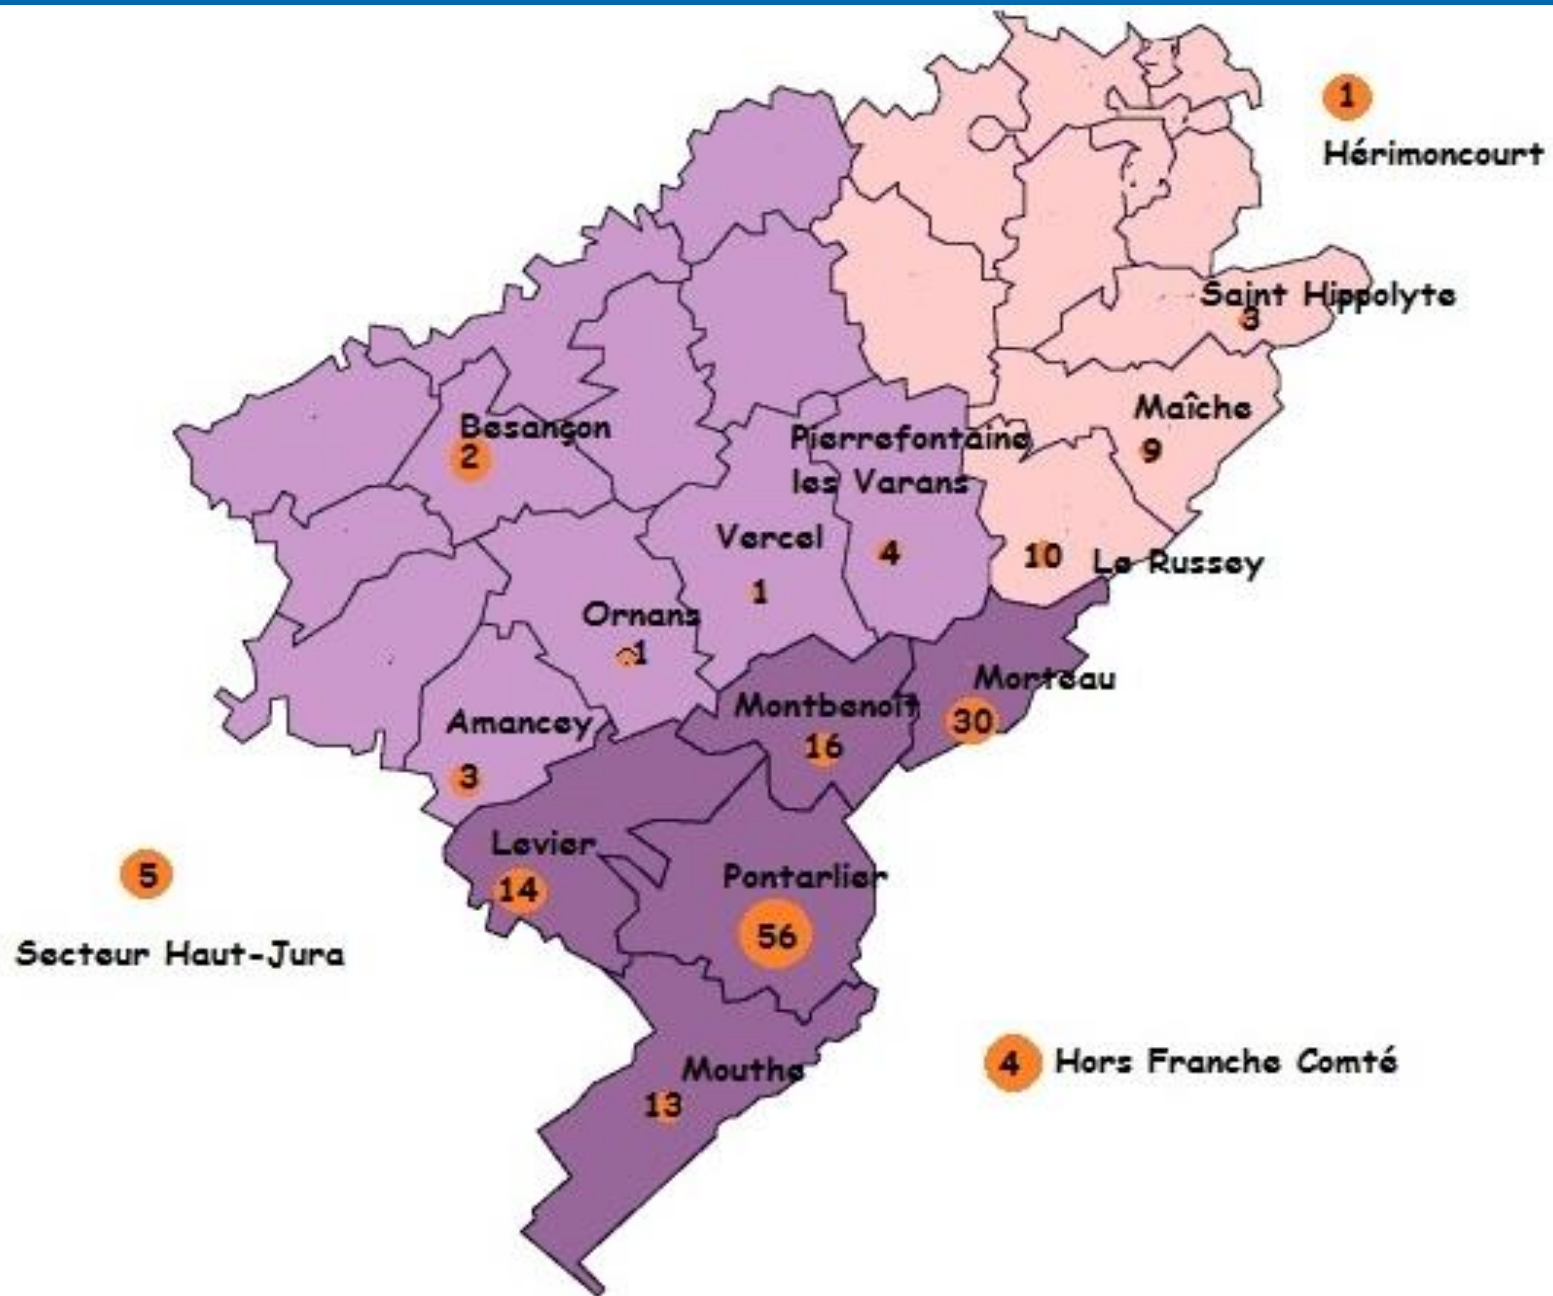 1
Hérimoncourt
Saint Hippolyte
3
Maîche
9
Besançon
2
Pierrefontaine
les Varans
4
Vercel
1
10
Le Russey
Ornans
1
Morteau
30
Montbenoît
16
Amancey
3
Levier
14
Pontarlier
56
5
Secteur Haut-Jura
4 Hors Franche Comté
Mouthe
13